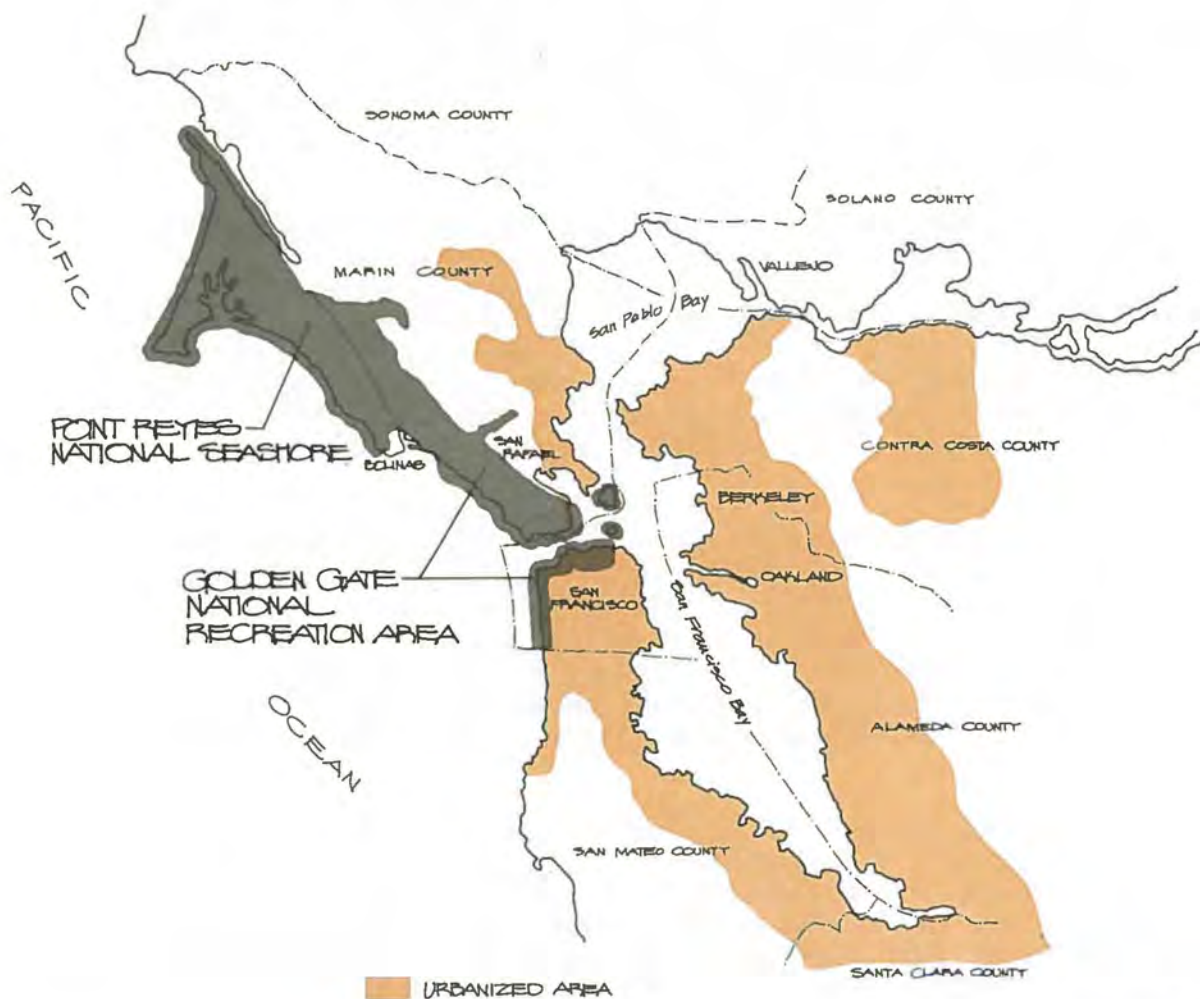 SONOMA COUNTY
PACIFIC
SOLANO COUNTY
MARIN COUNTY
VALLEJO
San Pablo Bay
POINT REYES
NATIONAL SEASHORE
BOLINAS
SAN
RAFAEL
CONTRA COSTA COUNTY
BERKELEY
GOLDEN GATE
NATIONAL
RECREATION AREA
SAN
FRANCISCO
OAKLAND
San Francisco Bay
OCEAN
ALAMEDA COUNTY
SAN MATEO COUNTY
SANTA CLARA COUNTY
URBANIZED AREA